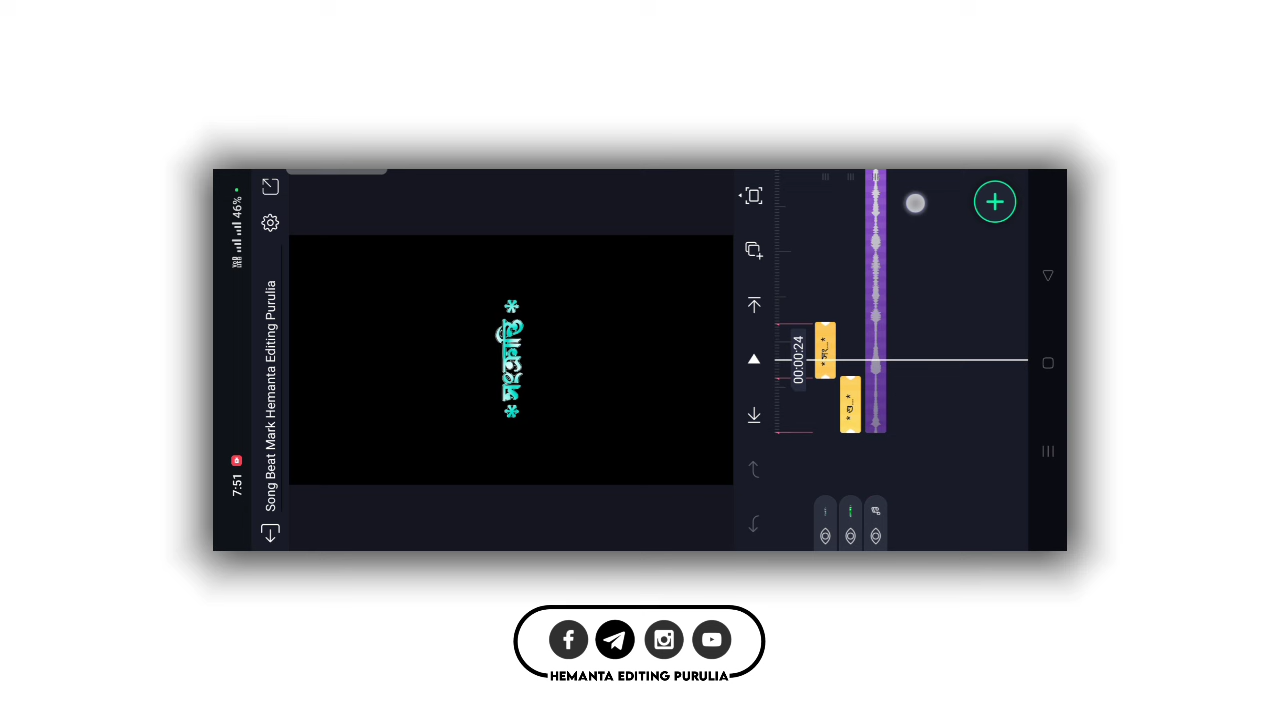 7:51
46%
Song Beat Mark Hemanta Editing Purulia
* সংক্রান্তি *
00:00:24
* সং...*
* শু...*
HEMANTA EDITING PURULIA